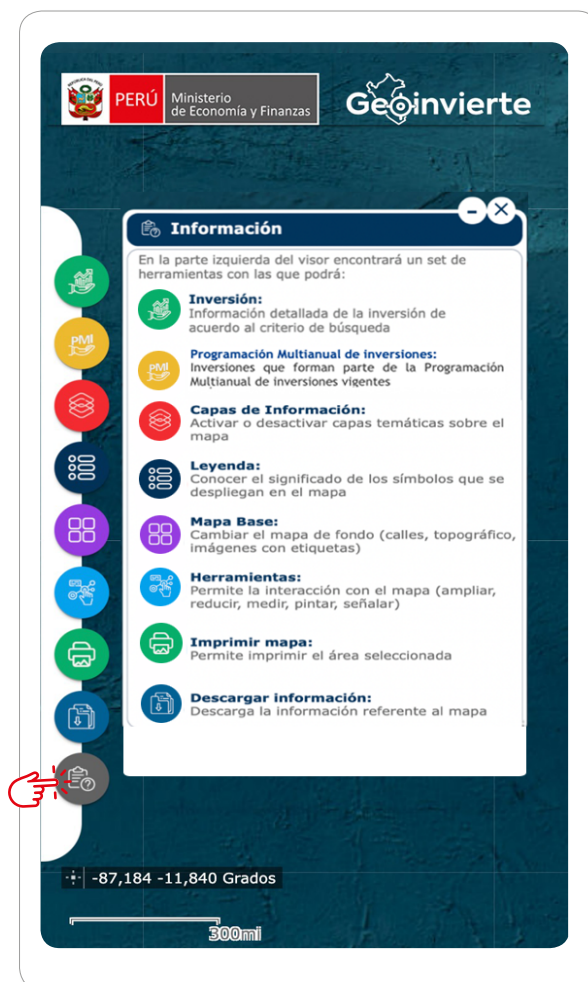 PERÚ
Ministerio
de Economía y Finanzas
Geoinvierte
Información
En la parte izquierda del visor encontrará un set de
herramientas con las que podrá:
Inversión:
Información detallada de la inversión de
acuerdo al criterio de búsqueda
PMI
Programación Multianual de inversiones:
Inversiones que forman parte de la Programación
Multianual de inversiones vigentes
PMI
Capas de Información:
Activar o desactivar capas temáticas sobre el
mapa
Leyenda:
Conocer el significado de los símbolos que se
despliegan en el mapa
Mapa Base:
Cambiar el mapa de fondo (calles, topográfico,
imágenes con etiquetas)
Herramientas:
Permite la interacción con el mapa (ampliar,
reducir, medir, pintar, señalar)
Imprimir mapa:
Permite imprimir el área seleccionada
Descargar información:
Descarga la información referente al mapa
-87,184 -11,840 Grados
300mi